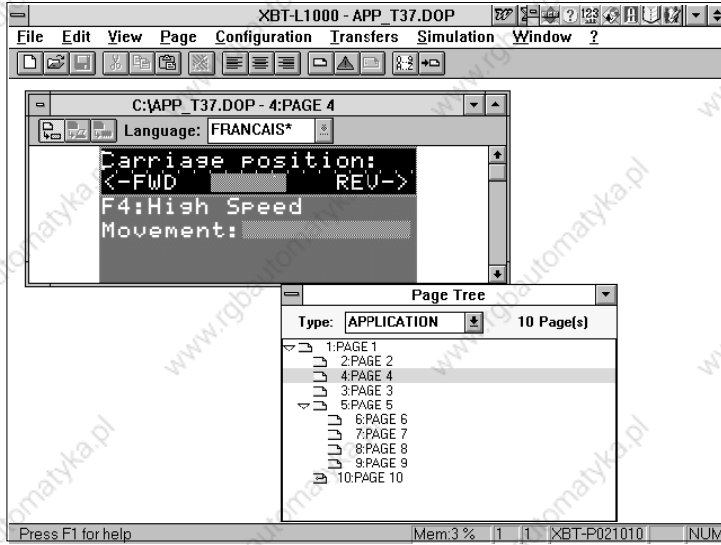 XBT-L1000 - APP_T37.DOP
File Edit View Page Configuration Transfers Simulation Window ?
C:\APP_T37.DOP - 4:PAGE 4
Language: FRANCAIS*
Carriage position:
<-FWD REV->
F4:High Speed
Movement:
Page Tree
Type: APPLICATION 10 Page(s)
1:PAGE 1
2:PAGE 2
4:PAGE 4
3:PAGE 3
5:PAGE 5
6:PAGE 6
7:PAGE 7
8:PAGE 8
9:PAGE 9
10:PAGE 10
Press F1 for help Mem:3 % 1 1 XBT-P021010 NUM
www.rgbautomatyka.pl